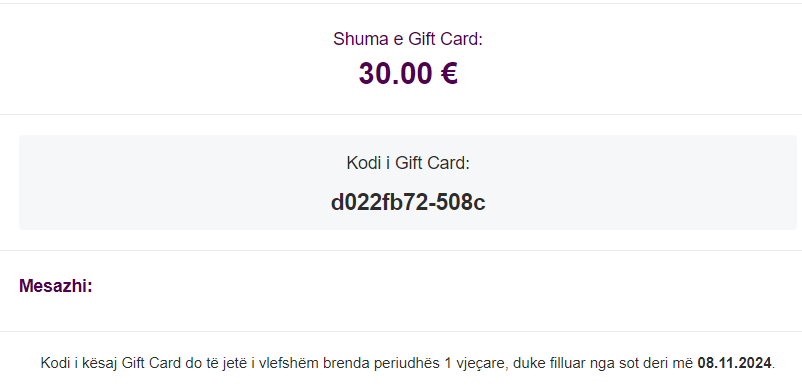 Shuma e Gift Card:
30.00 €
Kodi i Gift Card:
d022fb72-508c
Mesazhi:
Kodi i kësaj Gift Card do të jetë i vlefshëm brenda periudhës 1 vjeçare, duke filluar nga sot deri më 08.11.2024.